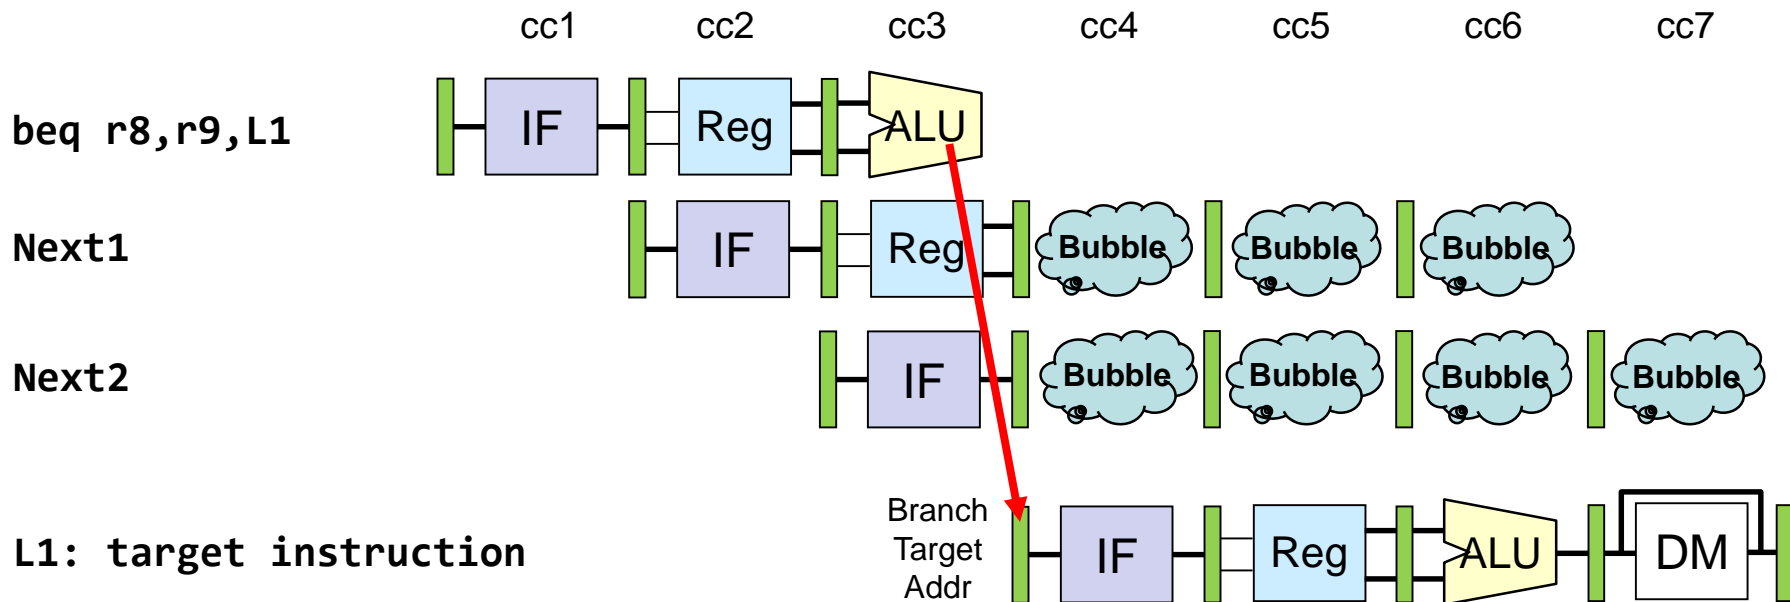 cc1 cc2 cc3 cc4 cc5 cc6 cc7
beq r8,r9,L1 IF Reg ALU
Next1 IF Reg Bubble Bubble Bubble
Next2 IF Bubble Bubble Bubble Bubble
Branch
Target
Addr
L1: target instruction IF Reg ALU DM